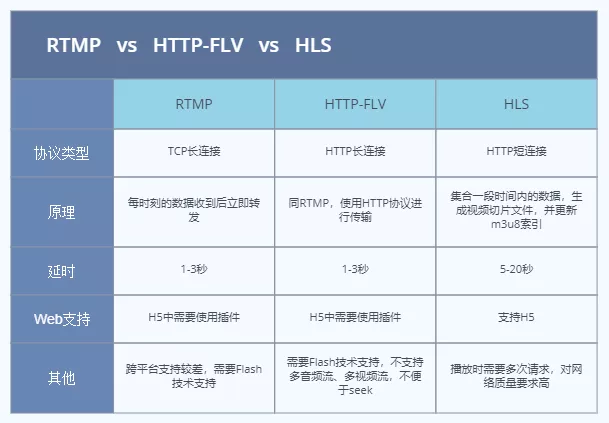 RTMP vs HTTP-FLV vs HLS
RTMP
HTTP-FLV
HLS
协议类型
TCP长连接
HTTP长连接
HTTP短连接
原理
每时刻的数据收到后立即转
发
同RTMP，使用HTTP协议进
行传输
集合一段时间内的数据，生
成视频切片文件，并更新
m3u8索引
延时
1-3秒
1-3秒
5-20秒
Web支持
H5中需要使用插件
H5中需要使用插件
支持H5
其他
跨平台支持较差，需要Flash
技术支持
需要Flash技术支持，不支持
多音频流、多视频流，不便
于seek
播放时需要多次请求，对网
络质量要求高